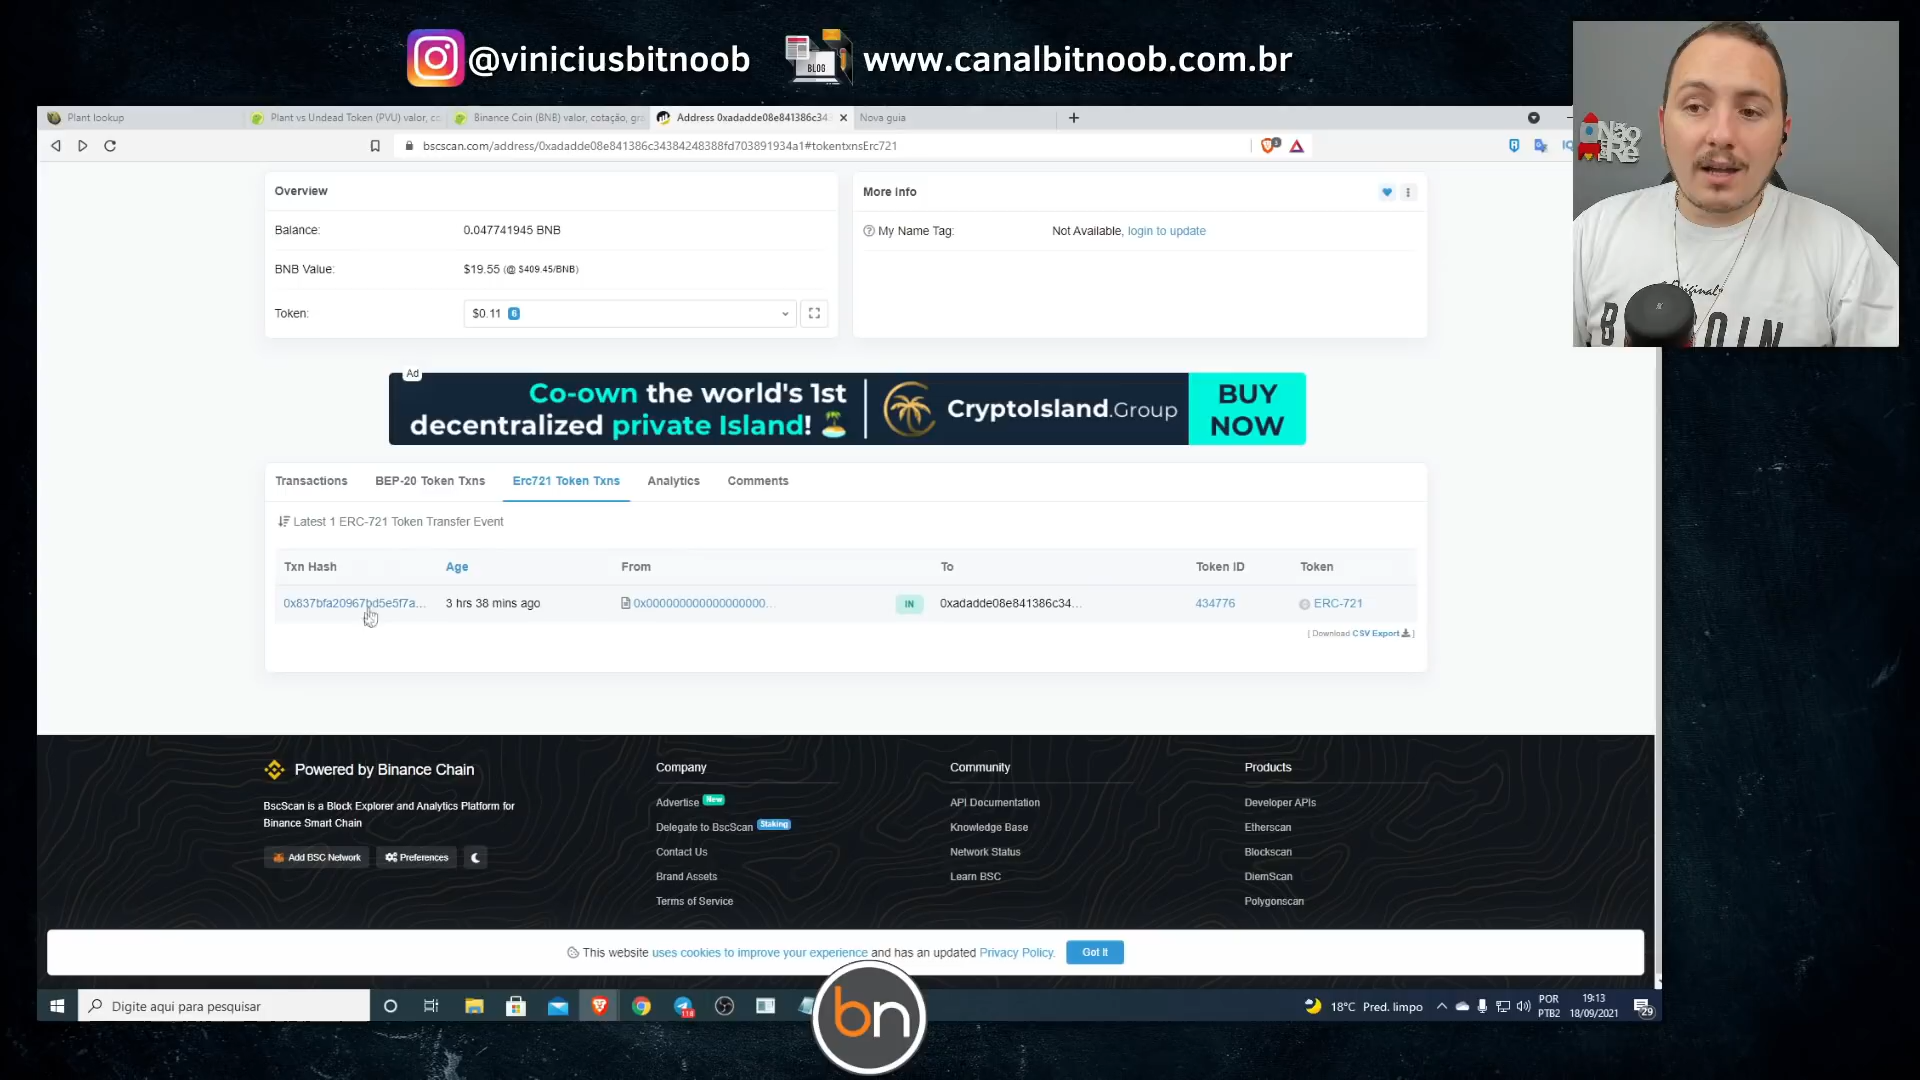 @viniciusbitnoob
BLOG
www.canalbitnoob.com.br
Plant lookup
Plant vs Undead Token (PVU) valor, co
Binance Coin (BNB) valor, cotação, grá
Address 0xadadde08e841386c343
Nova guia
bscscan.com/address/0xadadde08e841386c34384248388fd703891934a1#tokentxnsErc721
Não
Re
Original
Overview
More Info
Balance:
0.047741945 BNB
My Name Tag:
Not Available, login to update
BNB Value:
$19.55 (@ $409.45/BNB)
Token:
$0.11 6
Ad
Co-own the world's 1st
decentralized private Island!
CryptoIsland.Group
BUY
NOW
Transactions
BEP-20 Token Txns
Erc721 Token Txns
Analytics
Comments
Latest 1 ERC-721 Token Transfer Event
Txn Hash
Age
From
To
Token ID
Token
0x837bfa20967bd5e5f7a...
3 hrs 38 mins ago
0x000000000000000000...
IN
0xadadde08e841386c34...
434776
ERC-721
[ Download CSV Export ]
Powered by Binance Chain
BscScan is a Block Explorer and Analytics Platform for
Binance Smart Chain
Add BSC Network
Preferences
Company
Advertise New
Delegate to BscScan Staking
Contact Us
Brand Assets
Terms of Service
Community
API Documentation
Knowledge Base
Network Status
Learn BSC
Products
Developer APIs
Etherscan
Blockscan
DiemScan
Polygonscan
This website uses cookies to improve your experience and has an updated Privacy Policy.
Got It
Digite aqui para pesquisar
118
bn
18°C Pred. limpo
POR
PTB2
19:13
18/09/2021
29